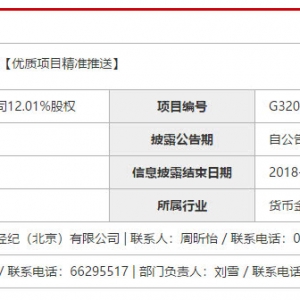 【优质项目精准推送】
司12.01%股权 项目编号 G320
披露公告期 自公告
信息披露结束日期 2018-
所属行业 货币金
经纪（北京）有限公司 | 联系人：周昕怡 / 联系电话：0
/ 联系电话：66295517 | 部门负责人：刘雪 / 联系电话：